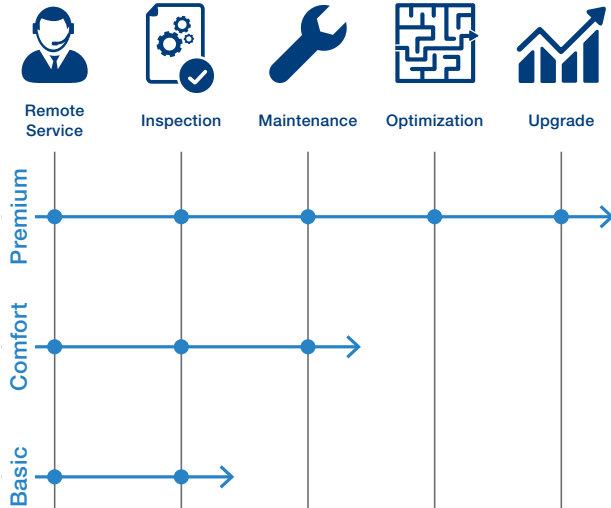 Remote
Service
Inspection
Maintenance
Optimization
Upgrade
Premium
Comfort
Basic